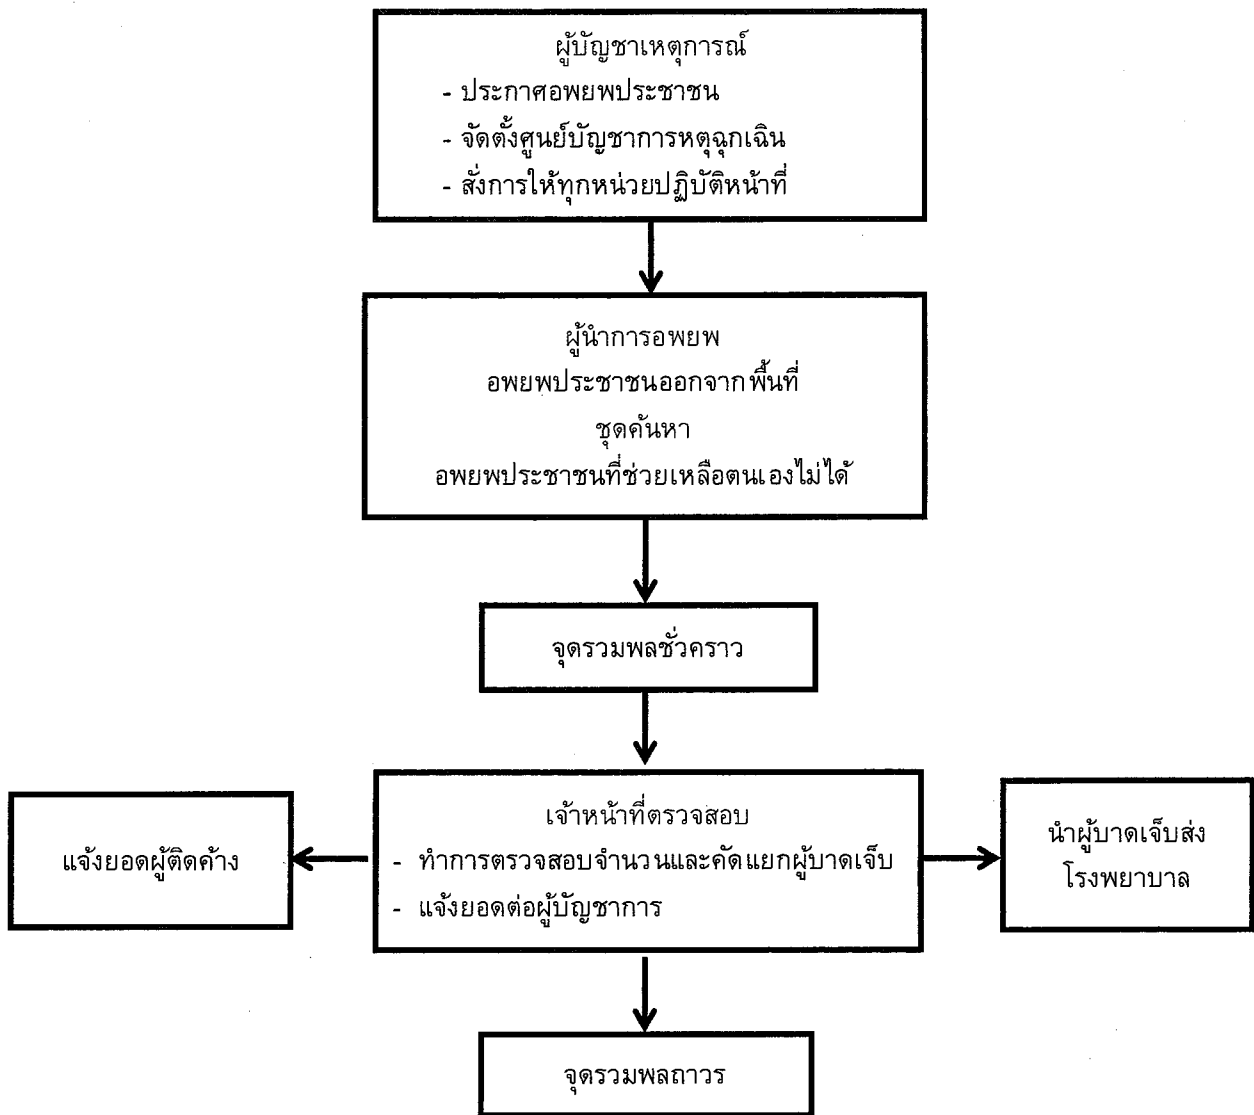 ผู้บัญชาเหตุการณ์
- ประกาศอพยพประชาชน
- จัดตั้งศูนย์บัญชาการหตุฉุกเฉิน
- สั่งการให้ทุกหน่วยปฏิบัติหน้าที่
ผู้นำการอพยพ
อพยพประชาชนออกจากพื้นที่
ชุดค้นหา
อพยพประชาชนที่ช่วยเหลือตนเองไม่ได้
จุดรวมพลชั่วคราว
เจ้าหน้าที่ตรวจสอบ
- ทำการตรวจสอบจำนวนและคัดแยกผู้บาดเจ็บ
- แจ้งยอดต่อผู้บัญชาการ
แจ้งยอดผู้ติดค้าง
นำผู้บาดเจ็บส่ง
โรงพยาบาล
จุดรวมพลถาวร